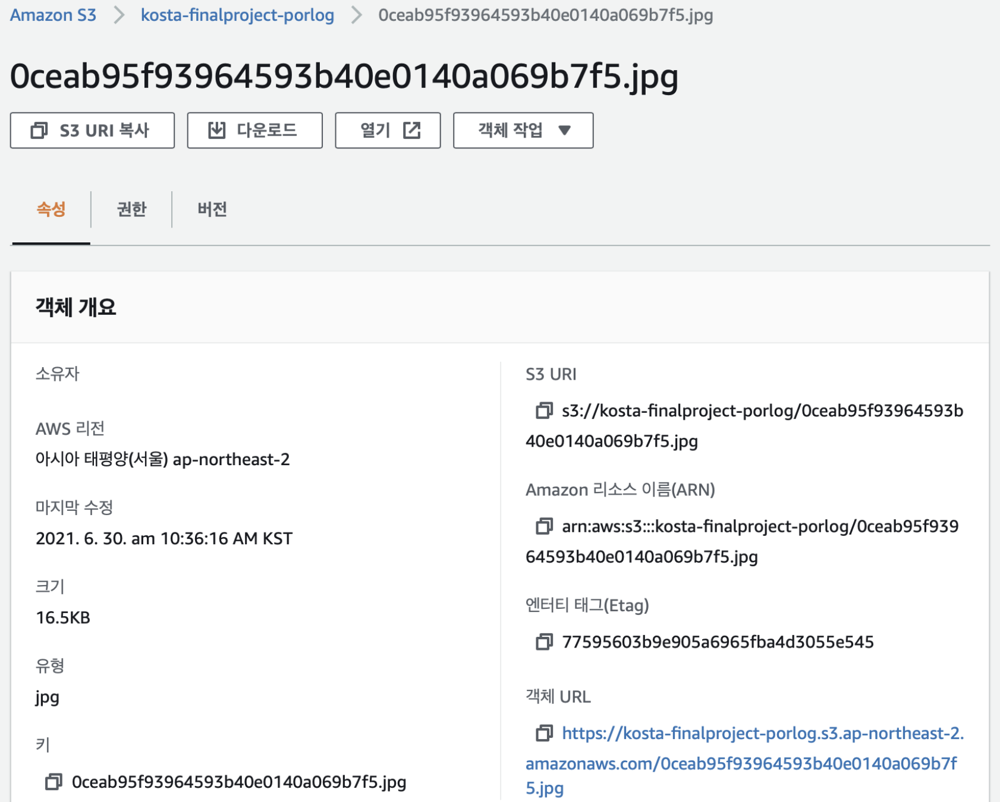 Amazon S3 > kosta-finalproject-porlog > 0ceab95f93964593b40e0140a069b7f5.jpg
0ceab95f93964593b40e0140a069b7f5.jpg
S3 URI 복사 다운로드 열기 객체 작업 ▼
속성 권한 버전
객체 개요
소유자
AWS 리전
아시아 태평양(서울) ap-northeast-2
마지막 수정
2021. 6. 30. am 10:36:16 AM KST
크기
16.5KB
유형
jpg
키
0ceab95f93964593b40e0140a069b7f5.jpg
S3 URI
s3://kosta-finalproject-porlog/0ceab95f93964593b
40e0140a069b7f5.jpg
Amazon 리소스 이름(ARN)
arn:aws:s3:::kosta-finalproject-porlog/0ceab95f939
64593b40e0140a069b7f5.jpg
엔터티 태그(Etag)
77595603b9e905a6965fba4d3055e545
객체 URL
https://kosta-finalproject-porlog.s3.ap-northeast-2.
amazonaws.com/0ceab95f93964593b40e0140a069b7f
5.jpg